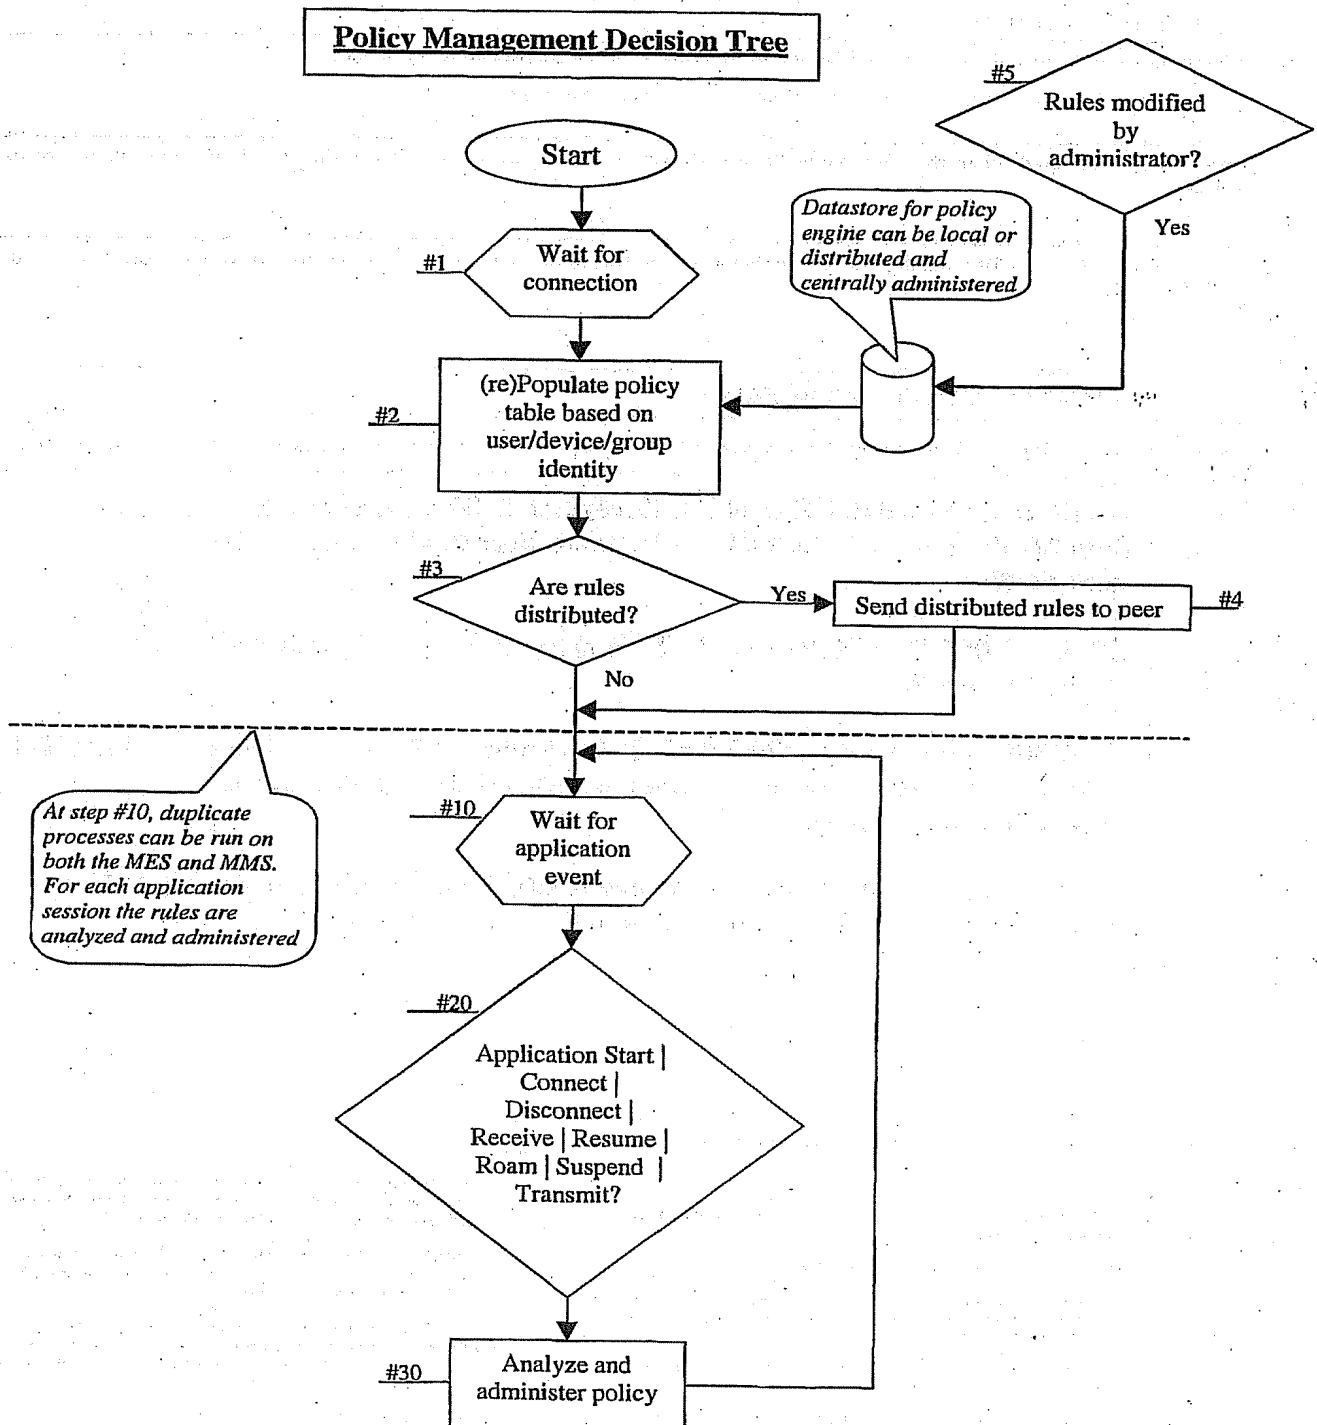 Policy Management Decision Tree
#5
Rules modified
by
administrator?
Yes
Start
Datastore for policy
engine can be local or
distributed and
centrally administered
#1
Wait for
connection
#2
(re)Populate policy
table based on
user/device/group
identity
#3
Are rules
distributed?
Yes
Send distributed rules to peer
#4
No
At step #10, duplicate
processes can be run on
both the MES and MMS.
For each application
session the rules are
analyzed and administered
#10
Wait for
application
event
#20
Application Start |
Connect |
Disconnect |
Receive | Resume |
Roam | Suspend |
Transmit?
#30
Analyze and
administer policy